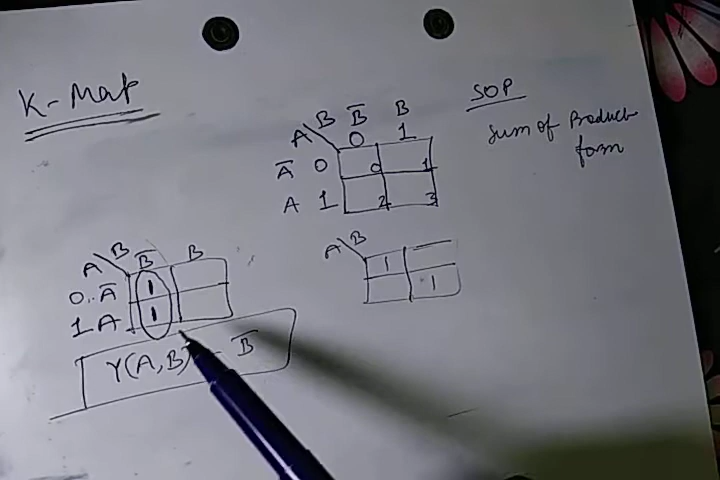 K-Map
SOP
Sum of Product
form
A B B̅ B
0 1
A̅ 0 0 1
A 1 2 3
A B B̅ B
0 A̅ 1
1 A 1
A B
1
1
Y(A,B) B̅